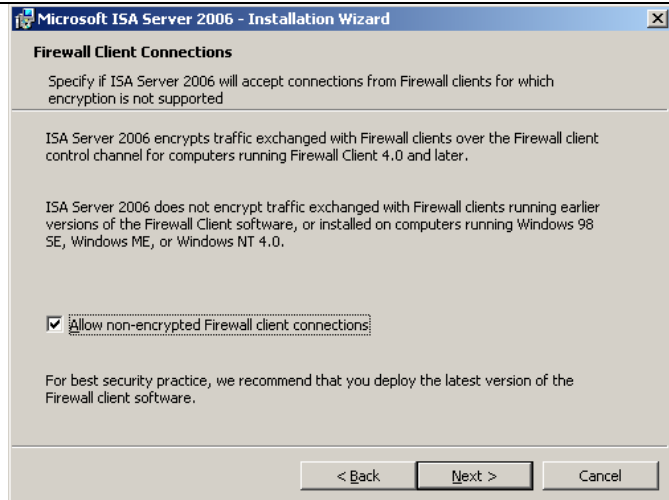 Microsoft ISA Server 2006 - Installation Wizard
Firewall Client Connections
Specify if ISA Server 2006 will accept connections from Firewall clients for which
encryption is not supported
ISA Server 2006 encrypts traffic exchanged with Firewall clients over the Firewall client
control channel for computers running Firewall Client 4.0 and later.
ISA Server 2006 does not encrypt traffic exchanged with Firewall clients running earlier
versions of the Firewall Client software, or installed on computers running Windows 98
SE, Windows ME, or Windows NT 4.0.
Allow non-encrypted Firewall client connections
For best security practice, we recommend that you deploy the latest version of the
Firewall client software.
< Back Next > Cancel